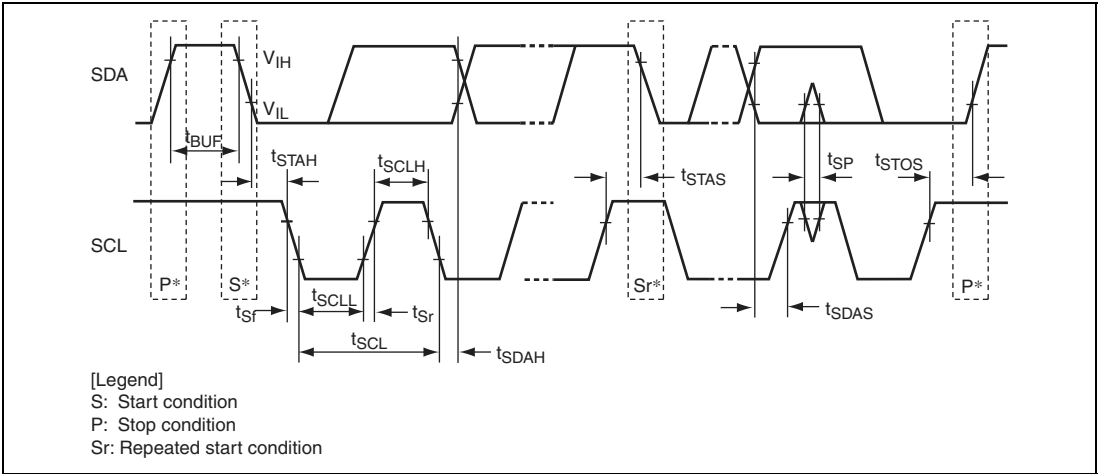 SDA
VIH
VIL
tBUF
tSTAH
tSCLH
tSTAS
tSP
tSTOS
SCL
P*
S*
Sr*
P*
tSf
tSCLL
tSr
tSDAS
tSCL
tSDAH
[Legend]
S: Start condition
P: Stop condition
Sr: Repeated start condition